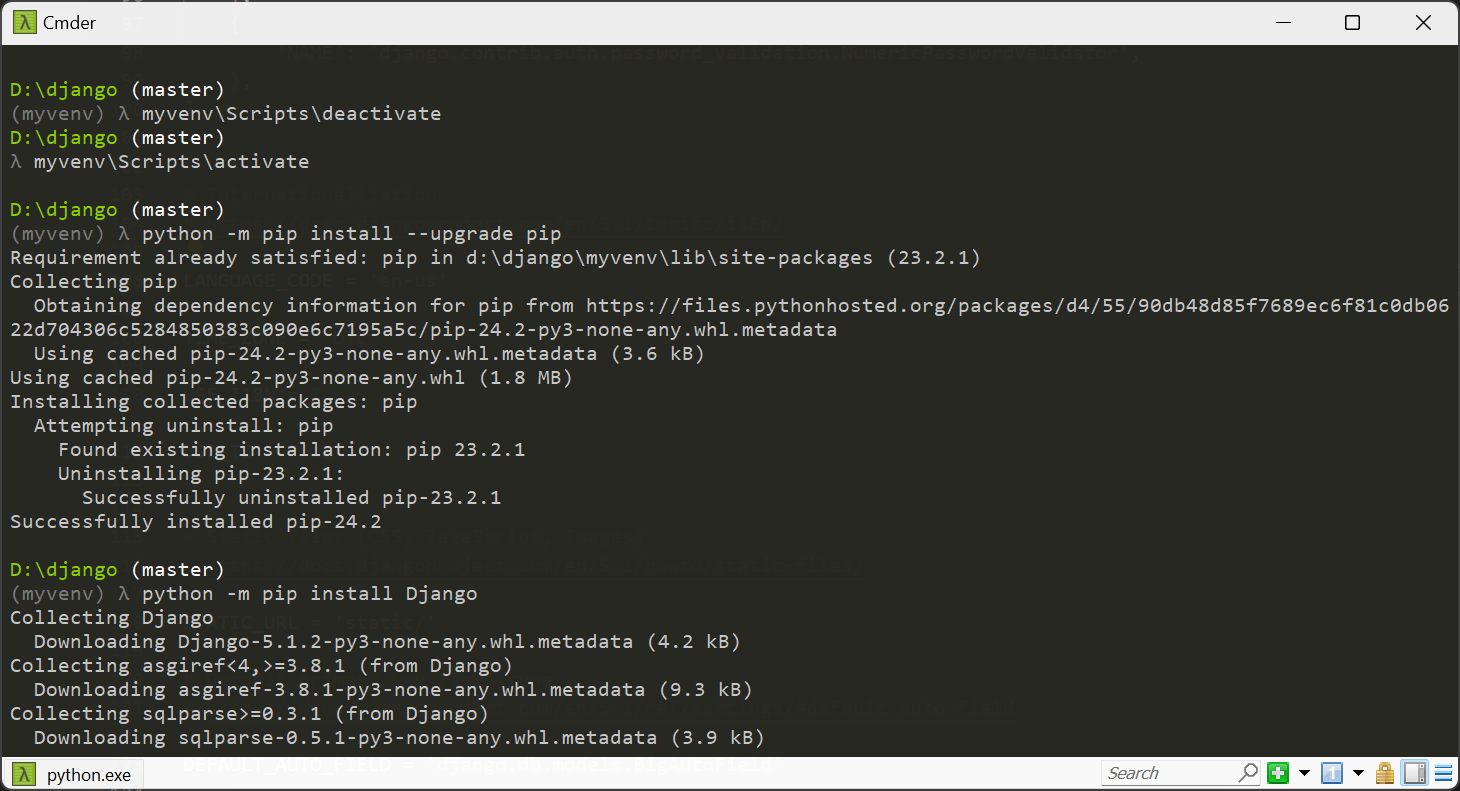 Cmder
D:\django (master)
(myvenv) λ myvenv\Scripts\deactivate
D:\django (master)
λ myvenv\Scripts\activate
D:\django (master)
(myvenv) λ python -m pip install --upgrade pip
Requirement already satisfied: pip in d:\django\myvenv\lib\site-packages (23.2.1)
Collecting pip
  Obtaining dependency information for pip from https://files.pythonhosted.org/packages/d4/55/90db48d85f7689ec6f81c0db06
22d704306c5284850383c090e6c7195a5c/pip-24.2-py3-none-any.whl.metadata
  Using cached pip-24.2-py3-none-any.whl.metadata (3.6 kB)
Using cached pip-24.2-py3-none-any.whl (1.8 MB)
Installing collected packages: pip
  Attempting uninstall: pip
    Found existing installation: pip 23.2.1
    Uninstalling pip-23.2.1:
      Successfully uninstalled pip-23.2.1
Successfully installed pip-24.2
D:\django (master)
(myvenv) λ python -m pip install Django
Collecting Django
  Downloading Django-5.1.2-py3-none-any.whl.metadata (4.2 kB)
Collecting asgiref<4,>=3.8.1 (from Django)
  Downloading asgiref-3.8.1-py3-none-any.whl.metadata (9.3 kB)
Collecting sqlparse>=0.3.1 (from Django)
  Downloading sqlparse-0.5.1-py3-none-any.whl.metadata (3.9 kB)
python.exe
Search
1